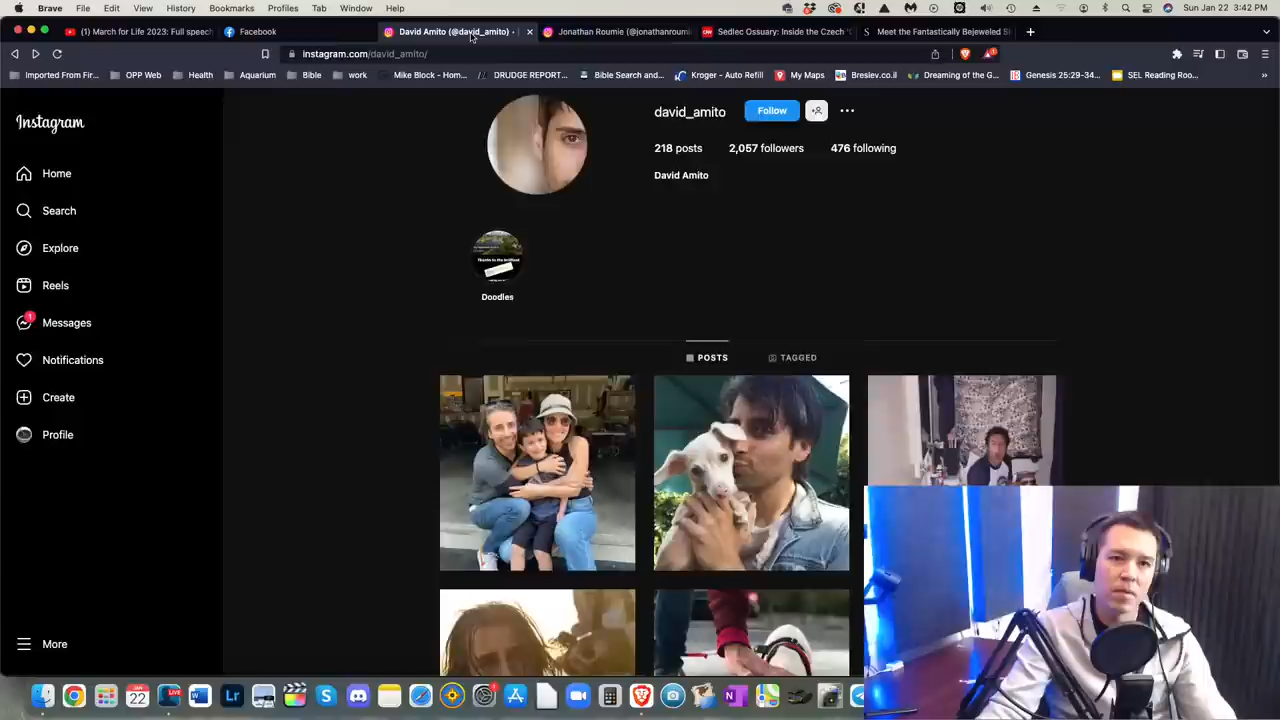 Brave File Edit View History Bookmarks Profiles Tab Window Help Sun Jan 22 3:42 PM
(1) March for Life 2023: Full speech
Facebook
David Amito (@david_amito) •
Jonathan Roumie (@jonathanroumi
Sedlec Ossuary: Inside the Czech 'C
Meet the Fantastically Bejeweled S
instagram.com/david_amito/
Imported From Fir... OPP Web Health Aquarium Bible work Mike Block - Hom... DRUDGE REPORT... Bible Search and... Kroger - Auto Refill My Maps Breslev.co.il Dreaming of the G... Genesis 25:29-34... SEL Reading Roo...
Instagram
Home
Search
Explore
Reels
1
Messages
Notifications
Create
Profile
More
david_amito Follow
218 posts 2,057 followers 476 following
David Amito
Doodles
POSTS TAGGED
JAN
22
LIVE
W
Lr